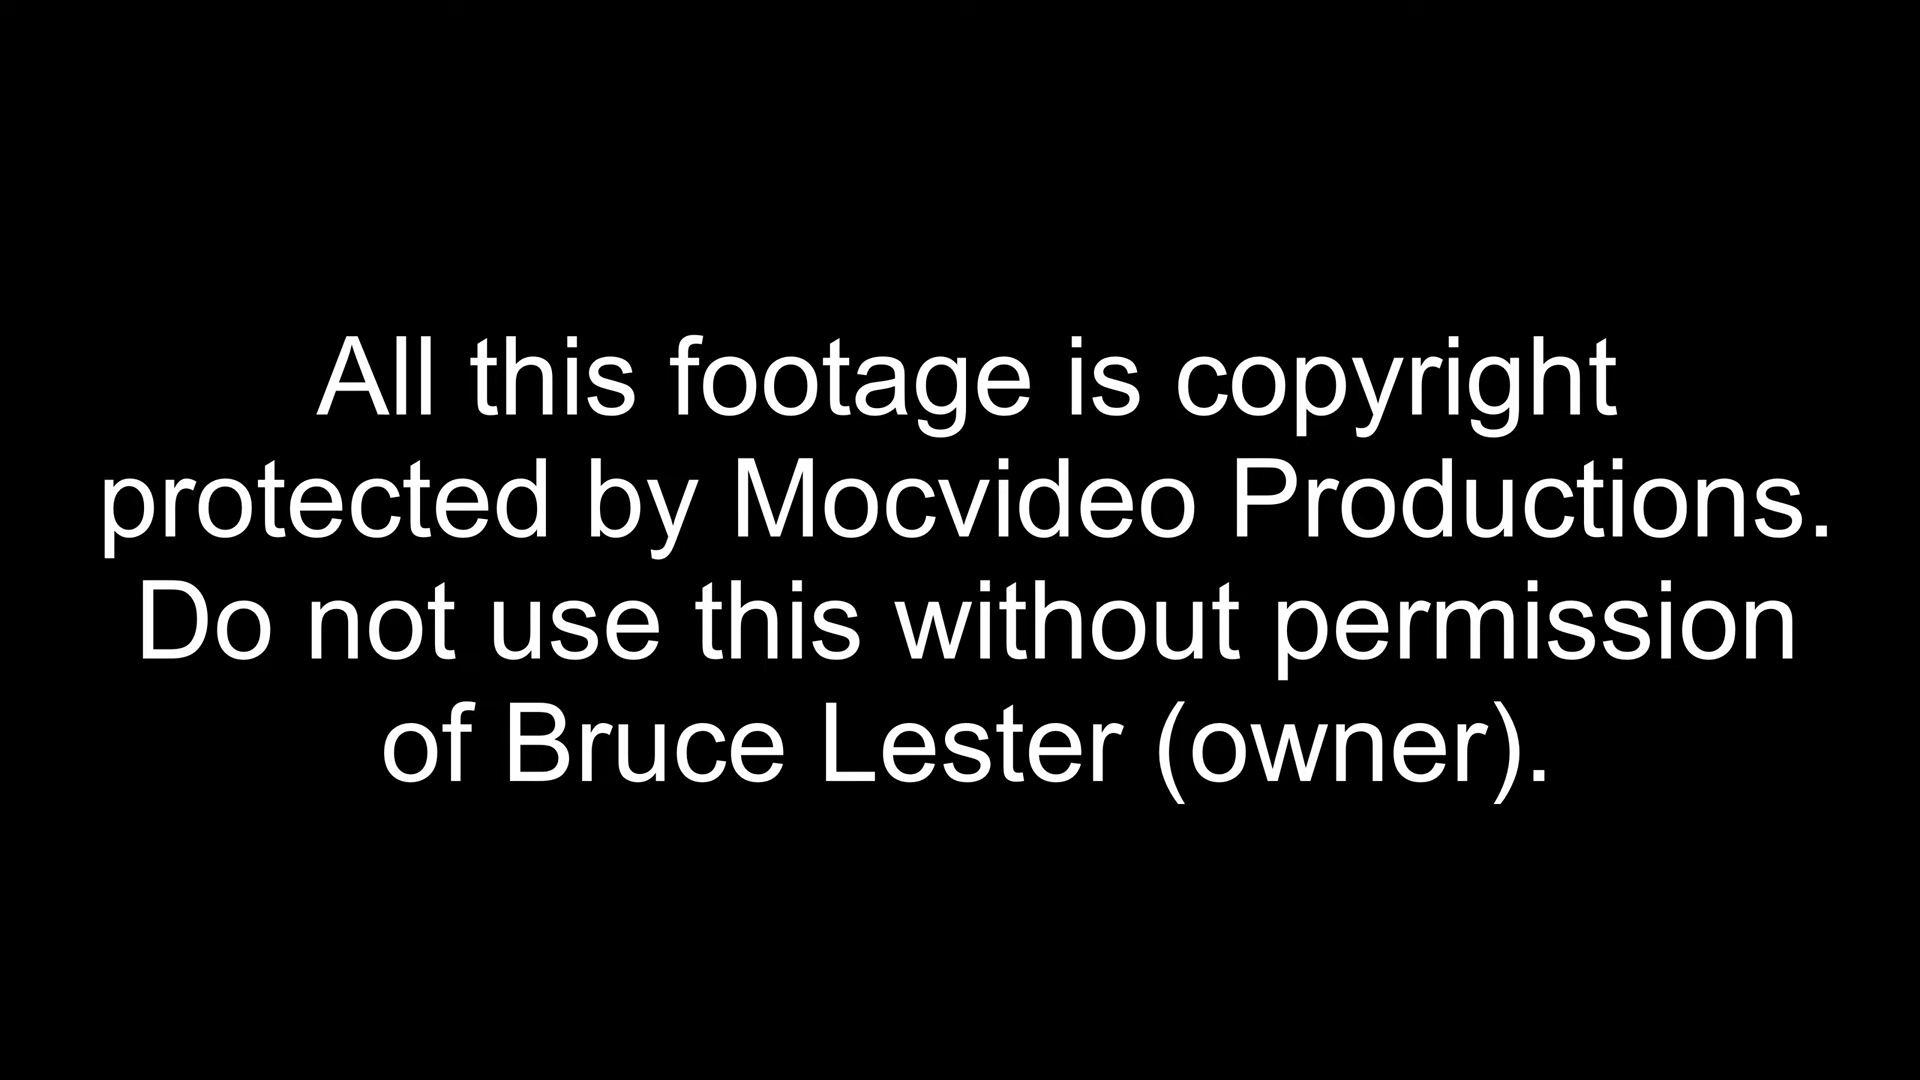 All this footage is copyright
protected by Mocvideo Productions.
Do not use this without permission
of Bruce Lester (owner).